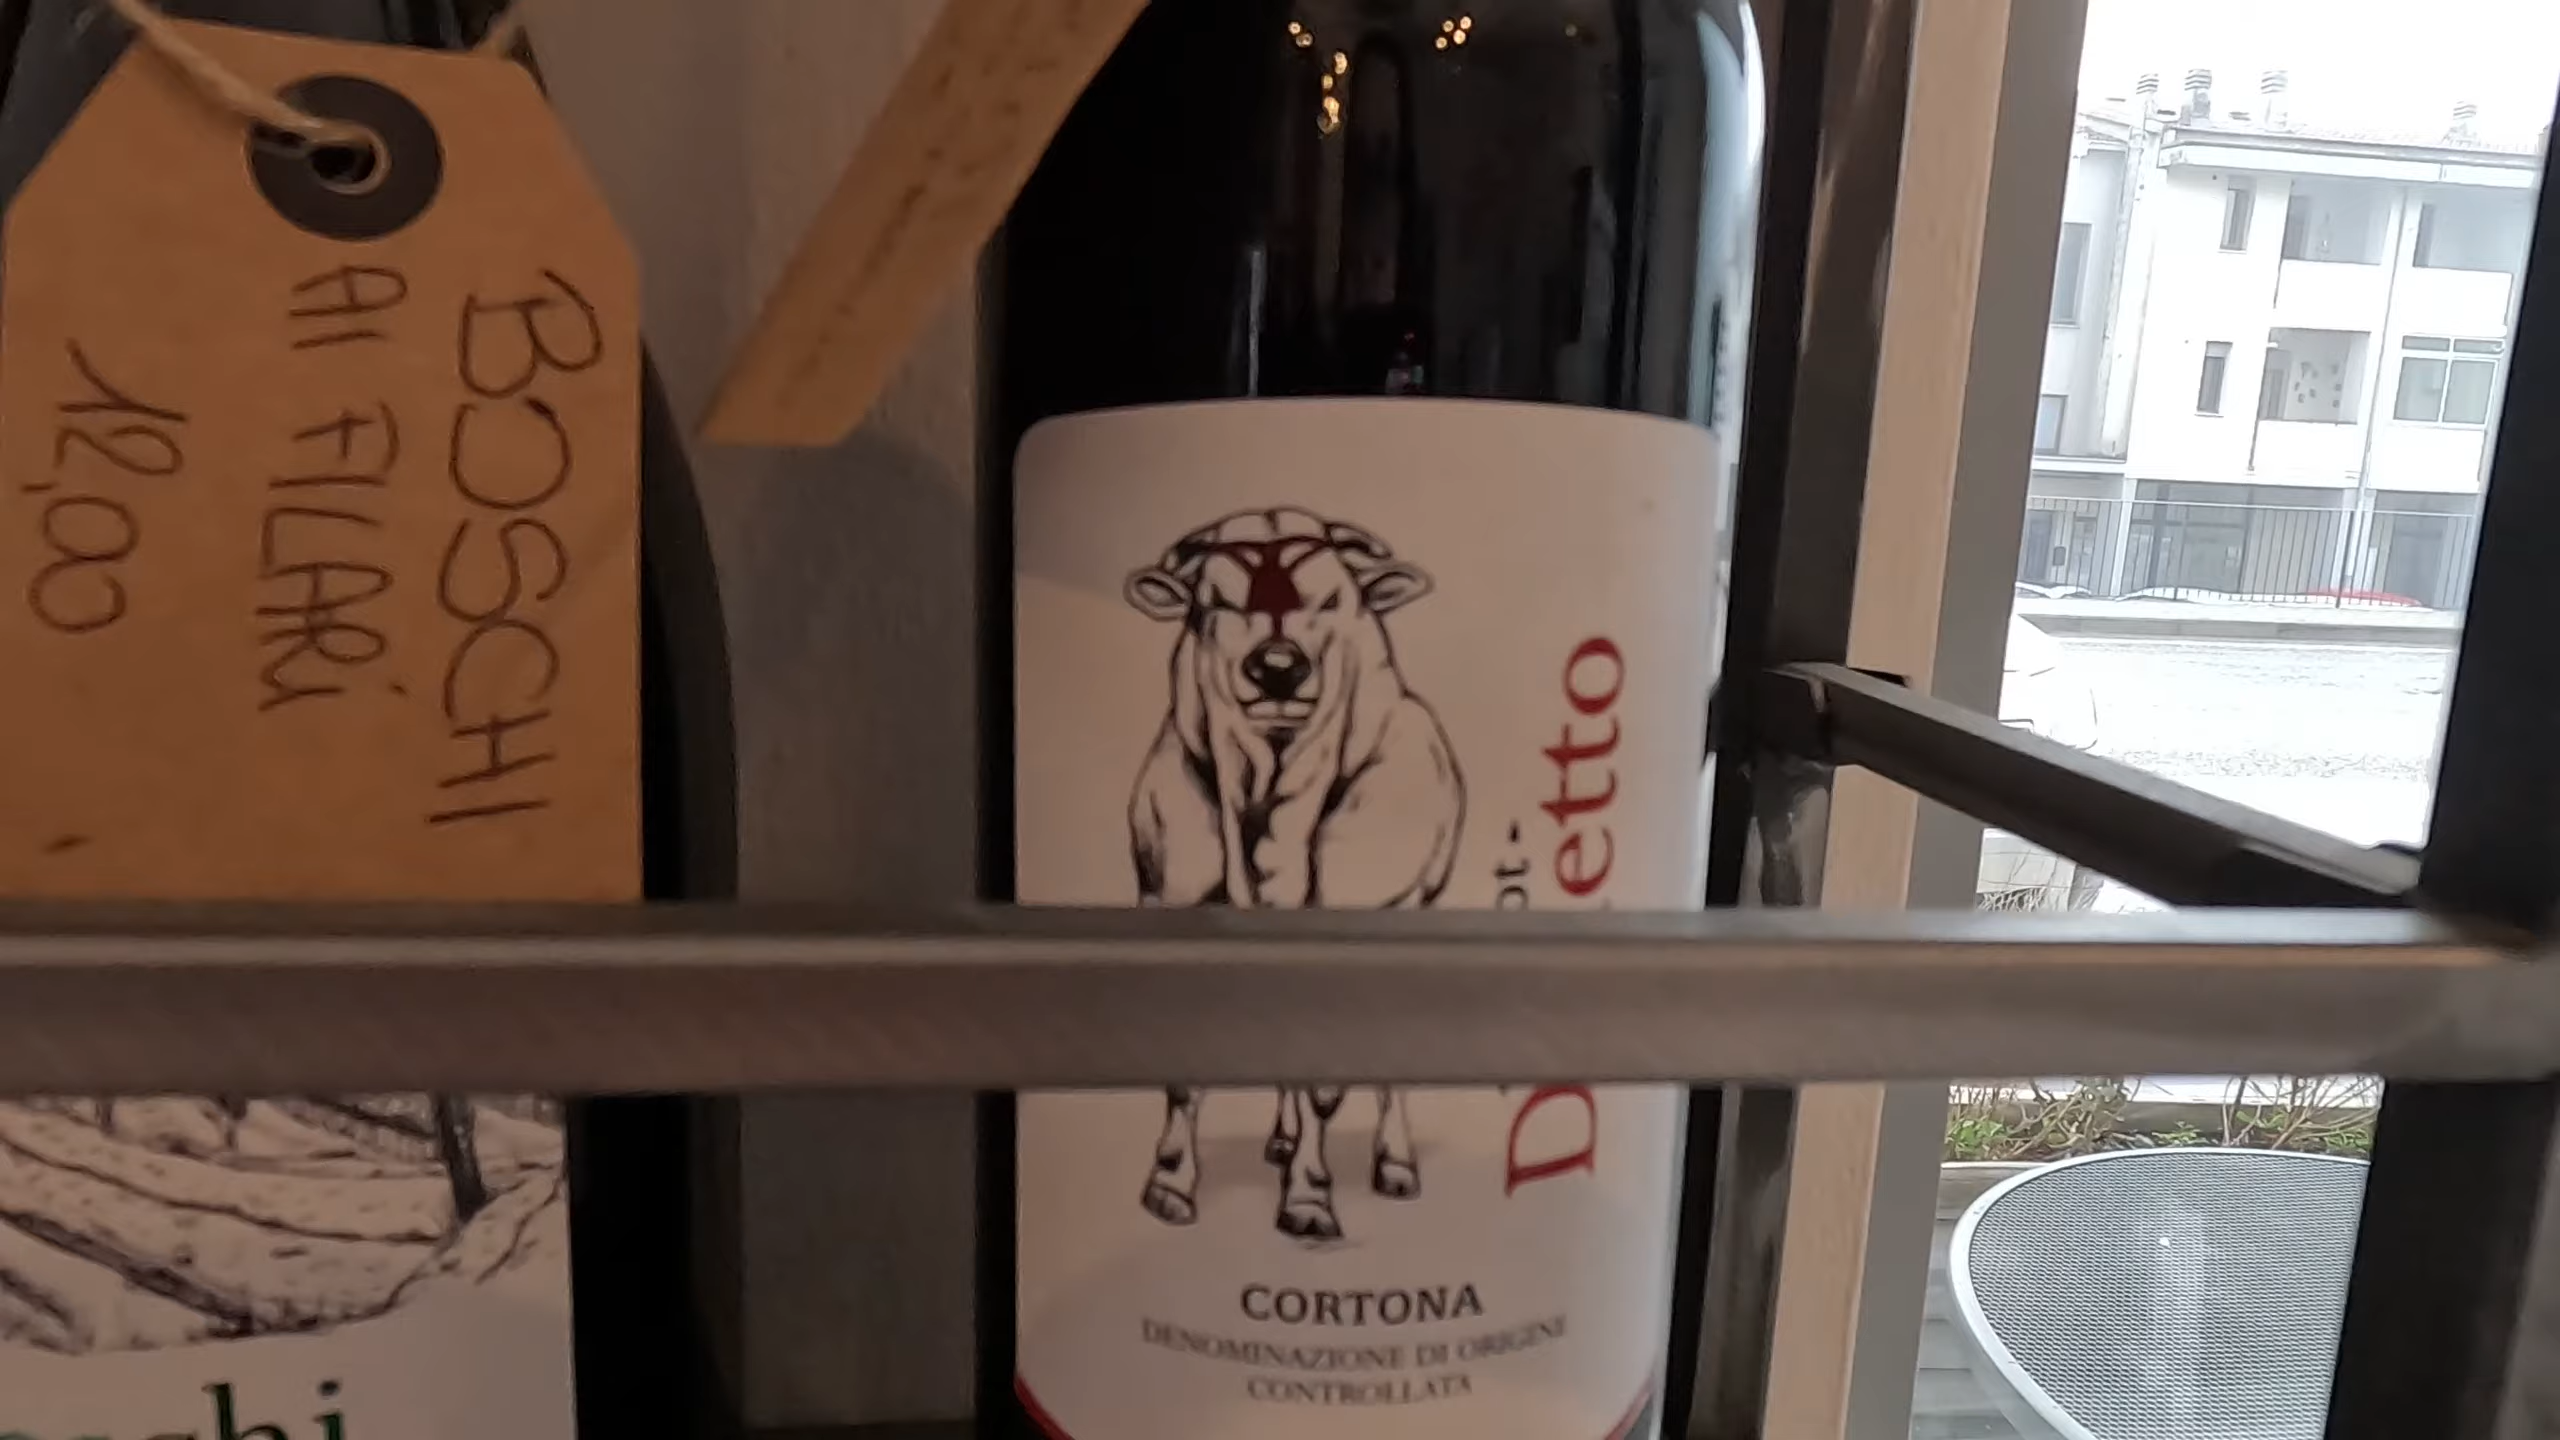 BOSCHI
AI FILARI
12,00
CORTONA
DENOMINAZIONE DI ORIGINE
CONTROLLATA